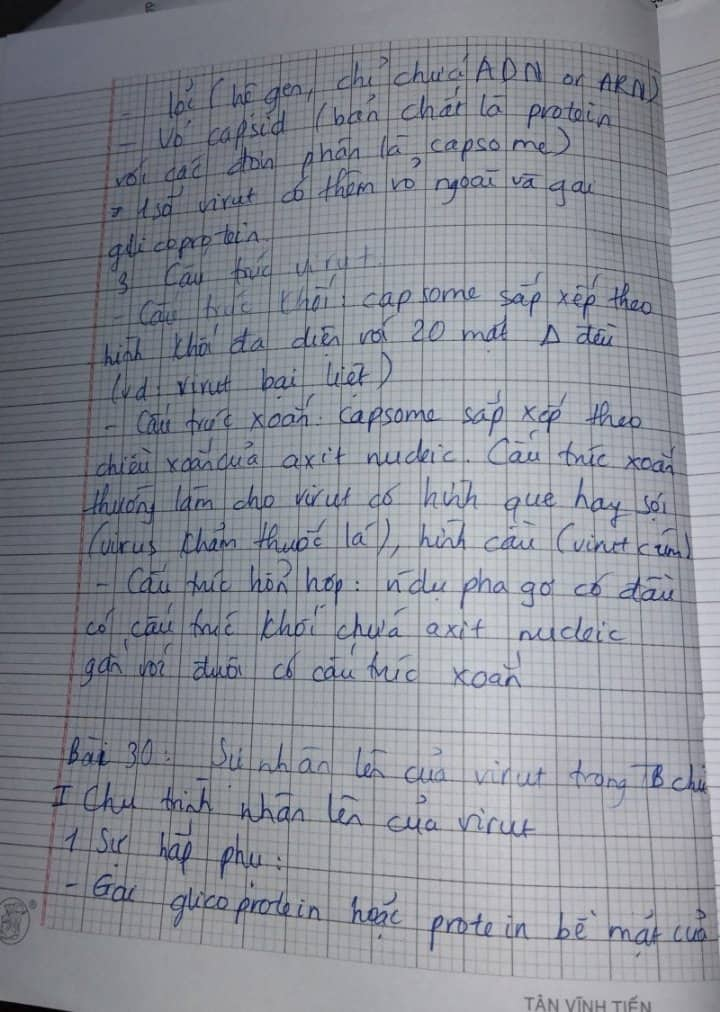 - lõi (hệ gen, chỉ chứa ADN or ARN)
- Vỏ capsid (bản chất là protein
với các đơn phân là capsome)
1 số virut có thêm vỏ ngoài và gai
glicoprotein
3 Cấu trúc virut
- Cấu trúc khối: capsome sắp xếp theo
hình khối đa diện với 20 mặt Δ đều
(vd: virut bại liệt)
- Cấu trúc xoắn: capsome sắp xếp theo
chiều xoắn của axit nucleic. Cấu trúc xoắn
thường làm cho virut có hình que hay sợi
(virus khảm thuốc lá), hình cầu (virut cúm)
- Cấu trúc hỗn hợp: ví dụ pha gơ có đầu
có cấu trúc khối chứa axit nucleic
gắn với đuôi có cấu trúc xoắn
Bài 30: Sự nhân lên của virut trong TB chủ
I Chu trình nhân lên của virut
1 Sự hấp phụ:
- Gai glicoprotein hoặc protein bề mặt của
TÂN VĨNH TIẾN